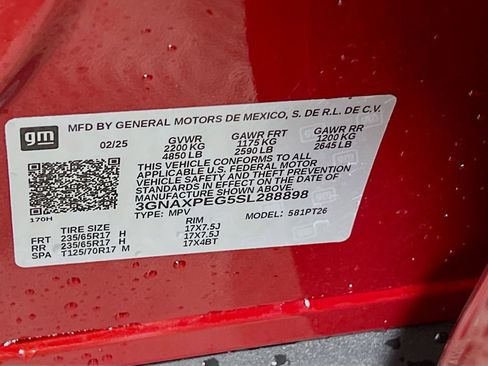 gm
MFD BY GENERAL MOTORS DE MEXICO, S. DE R.L. DE C.V.
02/25 GVWR GAWR FRT GAWR RR
2200 KG 1175 KG 1200 KG
4850 LB 2590 LB 2645 LB
THIS VEHICLE CONFORMS TO ALL
APPLICABLE U.S. FEDERAL MOTOR
VEHICLE SAFETY AND THEFT PREVENTION
STANDARDS IN EFFECT ON THE DATE OF
MANUFACTURE SHOWN ABOVE.
3GNAXPEG5SL288898
170H TYPE: MPV MODEL: 581PT26
TIRE SIZE RIM
FRT 235/65R17 H 17X7.5J
RR 235/65R17 H 17X7.5J
SPA T125/70R17 M 17X4BT